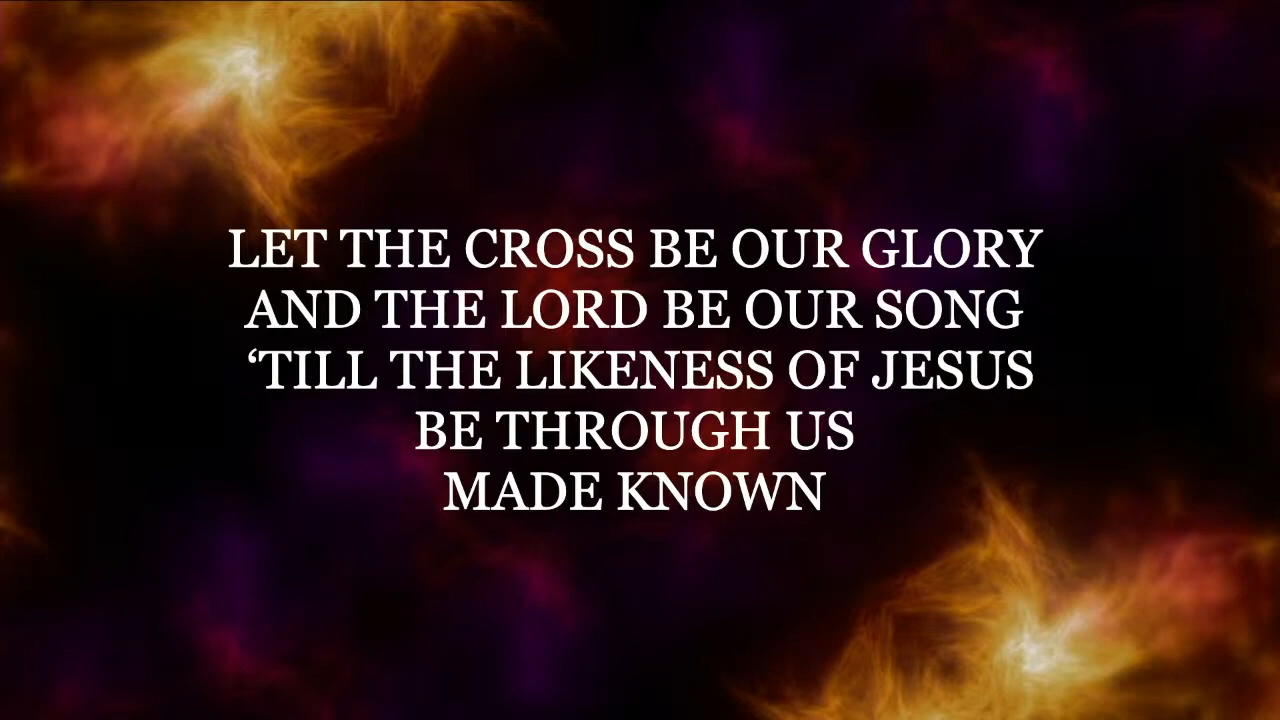 LET THE CROSS BE OUR GLORY
AND THE LORD BE OUR SONG
‘TILL THE LIKENESS OF JESUS
BE THROUGH US
MADE KNOWN